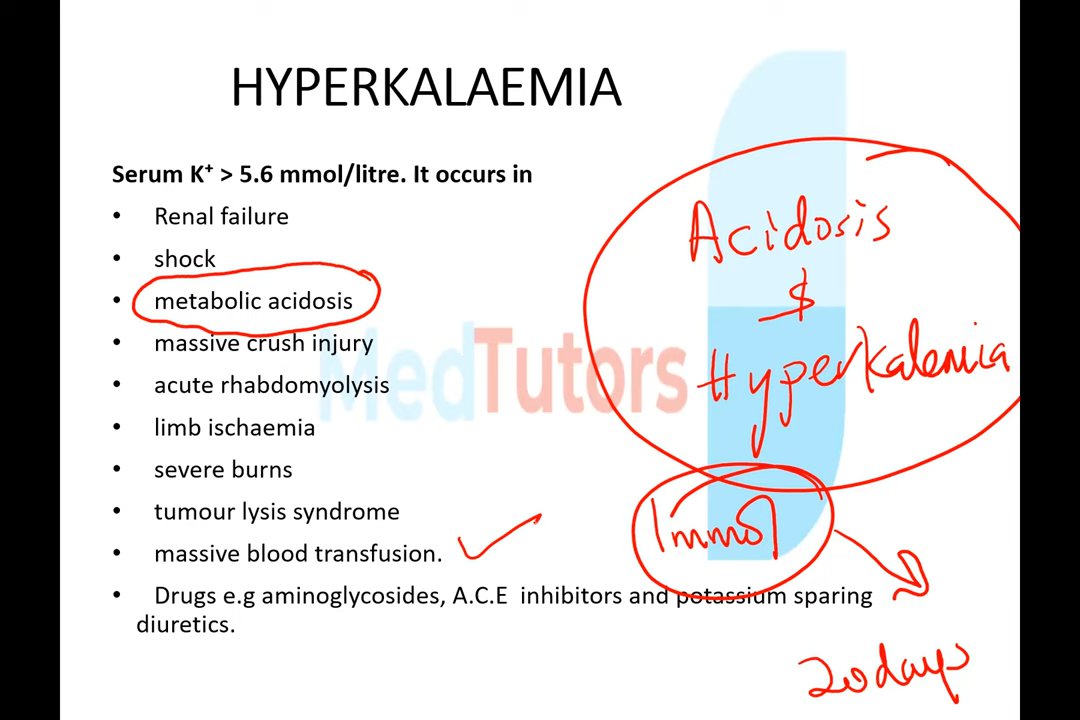 HYPERKALAEMIA
Serum K⁺ > 5.6 mmol/litre. It occurs in
• Renal failure
• shock
• metabolic acidosis
• massive crush injury
• acute rhabdomyolysis
• limb ischaemia
• severe burns
• tumour lysis syndrome
• massive blood transfusion.
• Drugs e.g aminoglycosides, A.C.E inhibitors and potassium sparing
diuretics.
MedTutors
Acidosis
$
Hyperkalemia
1mmol
20 days